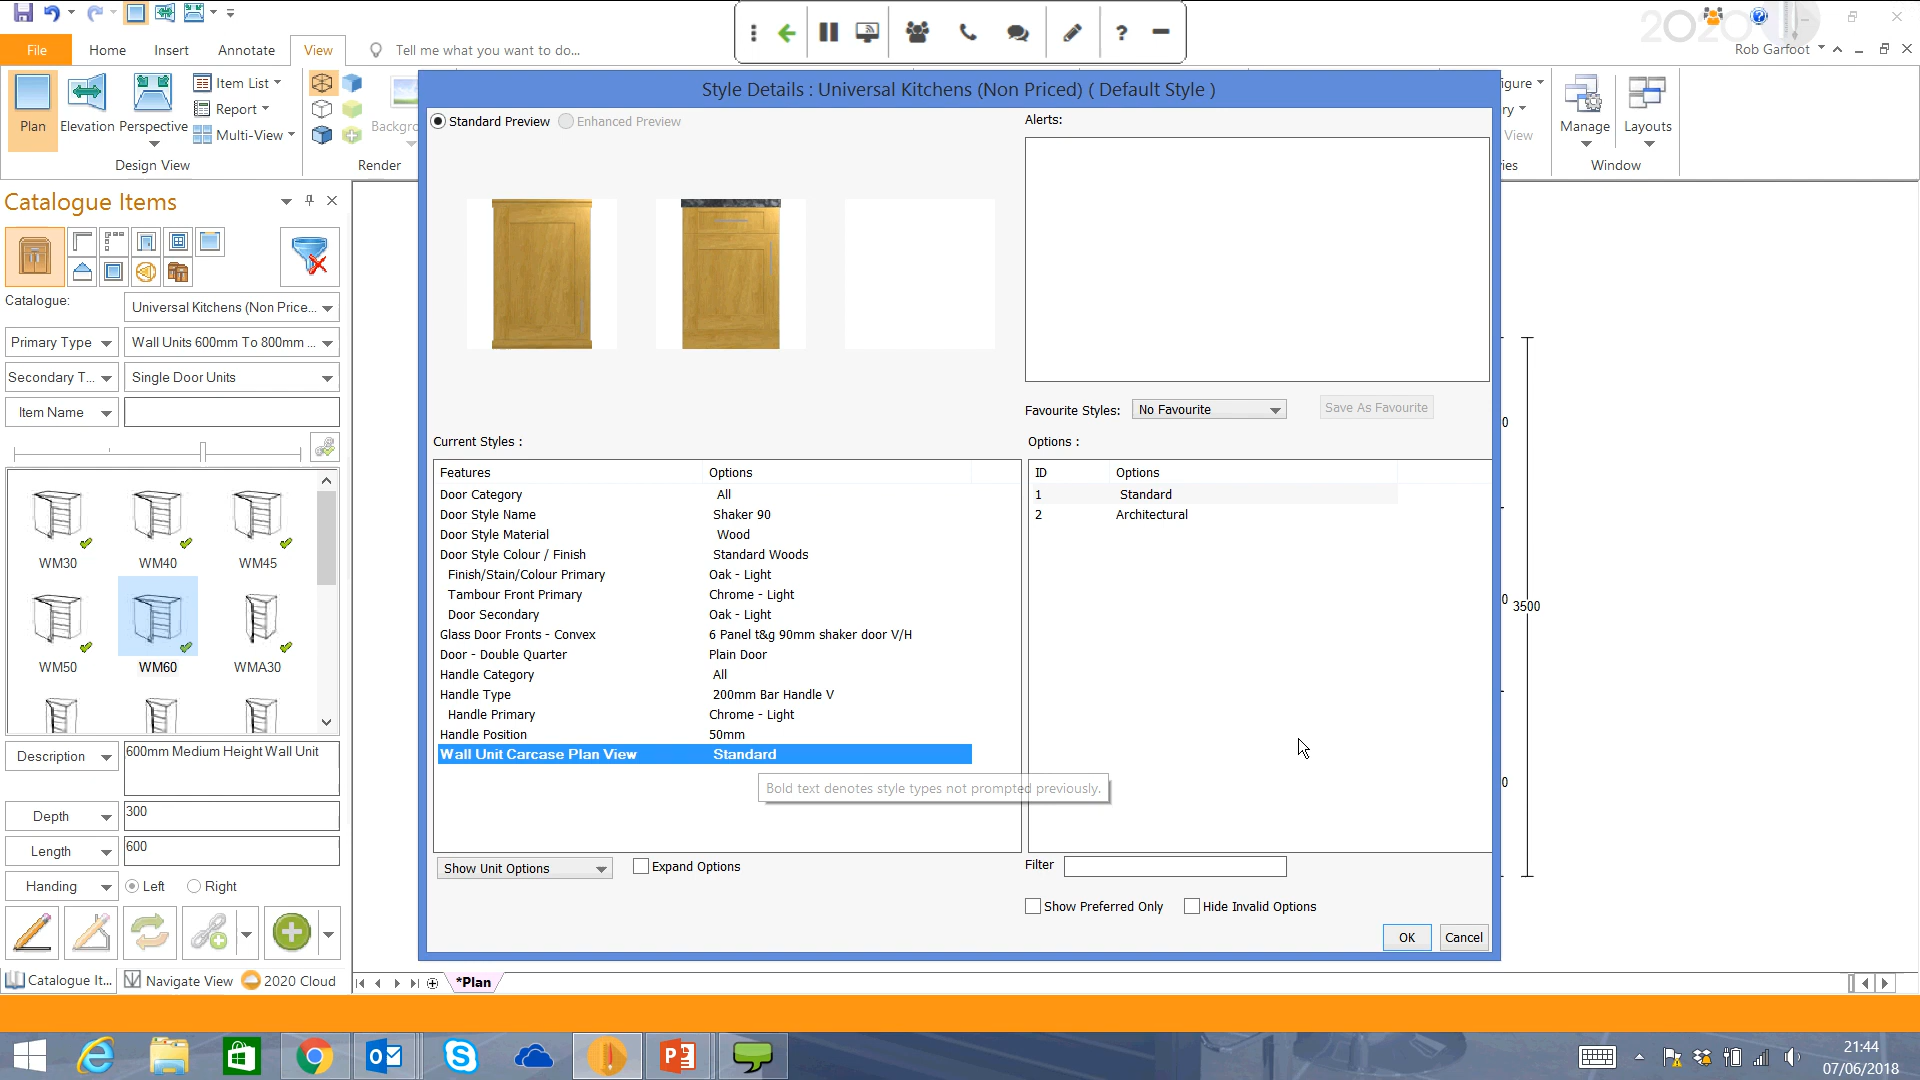 2020
Rob Garfoot
File
Home
Insert
Annotate
View
Tell me what you want to do...
?
Plan
Elevation
Perspective
Item List
Report
Multi-View
Design View
Backgro
Render
igure
ry
View
ies
Manage
Layouts
Window
Style Details : Universal Kitchens (Non Priced) ( Default Style )
Standard Preview
Enhanced Preview
Alerts:
Favourite Styles:
No Favourite
Save As Favourite
Current Styles :
Features
Options
Door Category
All
Door Style Name
Shaker 90
Door Style Material
Wood
Door Style Colour / Finish
Standard Woods
Finish/Stain/Colour Primary
Oak - Light
Tambour Front Primary
Chrome - Light
Door Secondary
Oak - Light
Glass Door Fronts - Convex
6 Panel t&g 90mm shaker door V/H
Door - Double Quarter
Plain Door
Handle Category
All
Handle Type
200mm Bar Handle V
Handle Primary
Chrome - Light
Handle Position
50mm
Wall Unit Carcase Plan View
Standard
Bold text denotes style types not prompted previously.
Show Unit Options
Expand Options
Options :
ID
Options
1
Standard
2
Architectural
Filter
Show Preferred Only
Hide Invalid Options
OK
Cancel
0
0
3500
0
Catalogue Items
Catalogue:
Universal Kitchens (Non Price...
Primary Type
Wall Units 600mm To 800mm ...
Secondary T...
Single Door Units
Item Name
WM30
WM40
WM45
WM50
WM60
WMA30
Description
600mm Medium Height Wall Unit
Depth
300
Length
600
Handing
Left
Right
Catalogue It...
Navigate View
2020 Cloud
*Plan
21:44
07/06/2018